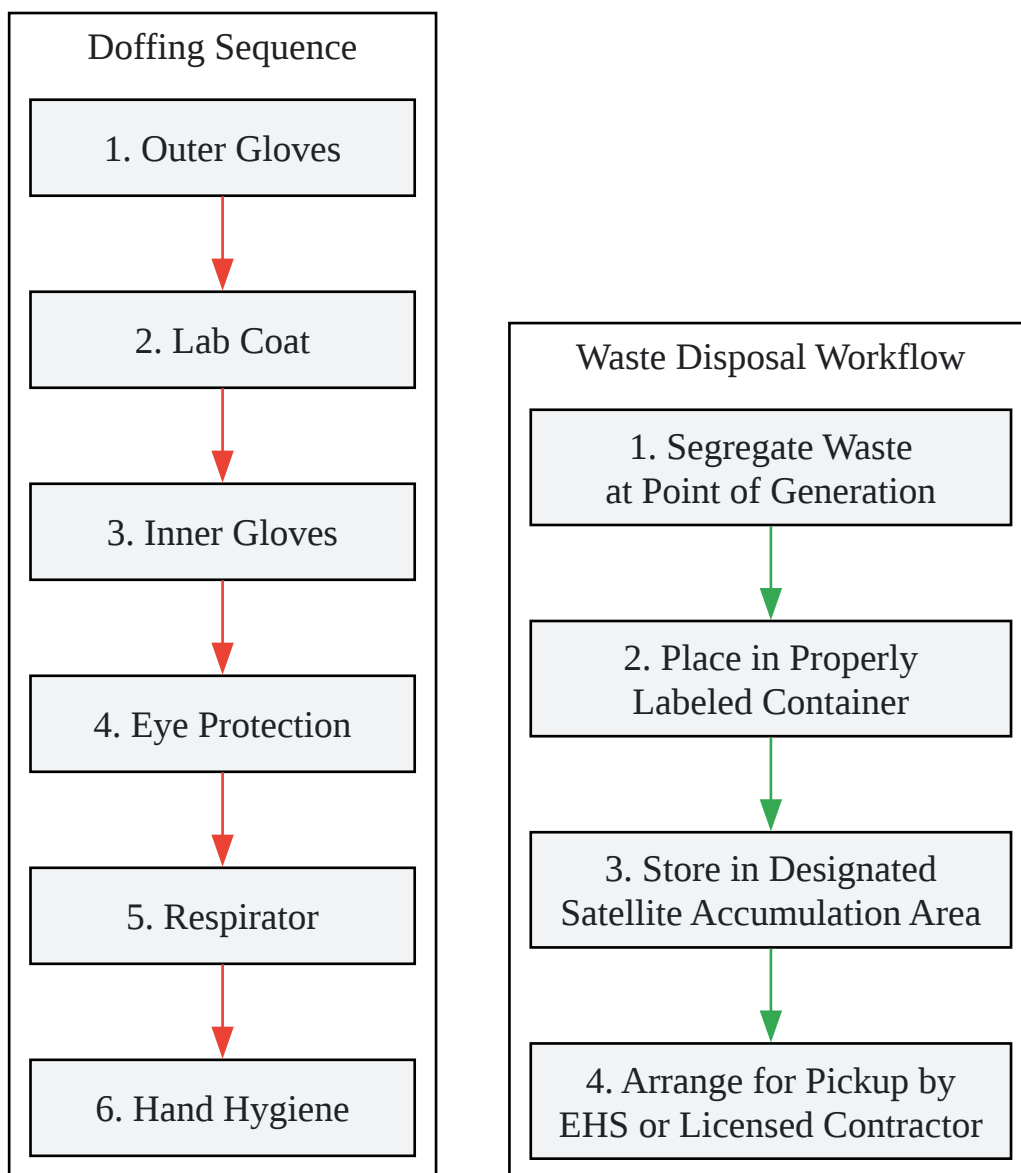 Doffing Sequence
1. Outer Gloves
2. Lab Coat
3. Inner Gloves
4. Eye Protection
5. Respirator
6. Hand Hygiene
Waste Disposal Workflow
1. Segregate Waste
at Point of Generation
2. Place in Properly
Labeled Container
3. Store in Designated
Satellite Accumulation Area
4. Arrange for Pickup by
EHS or Licensed Contractor